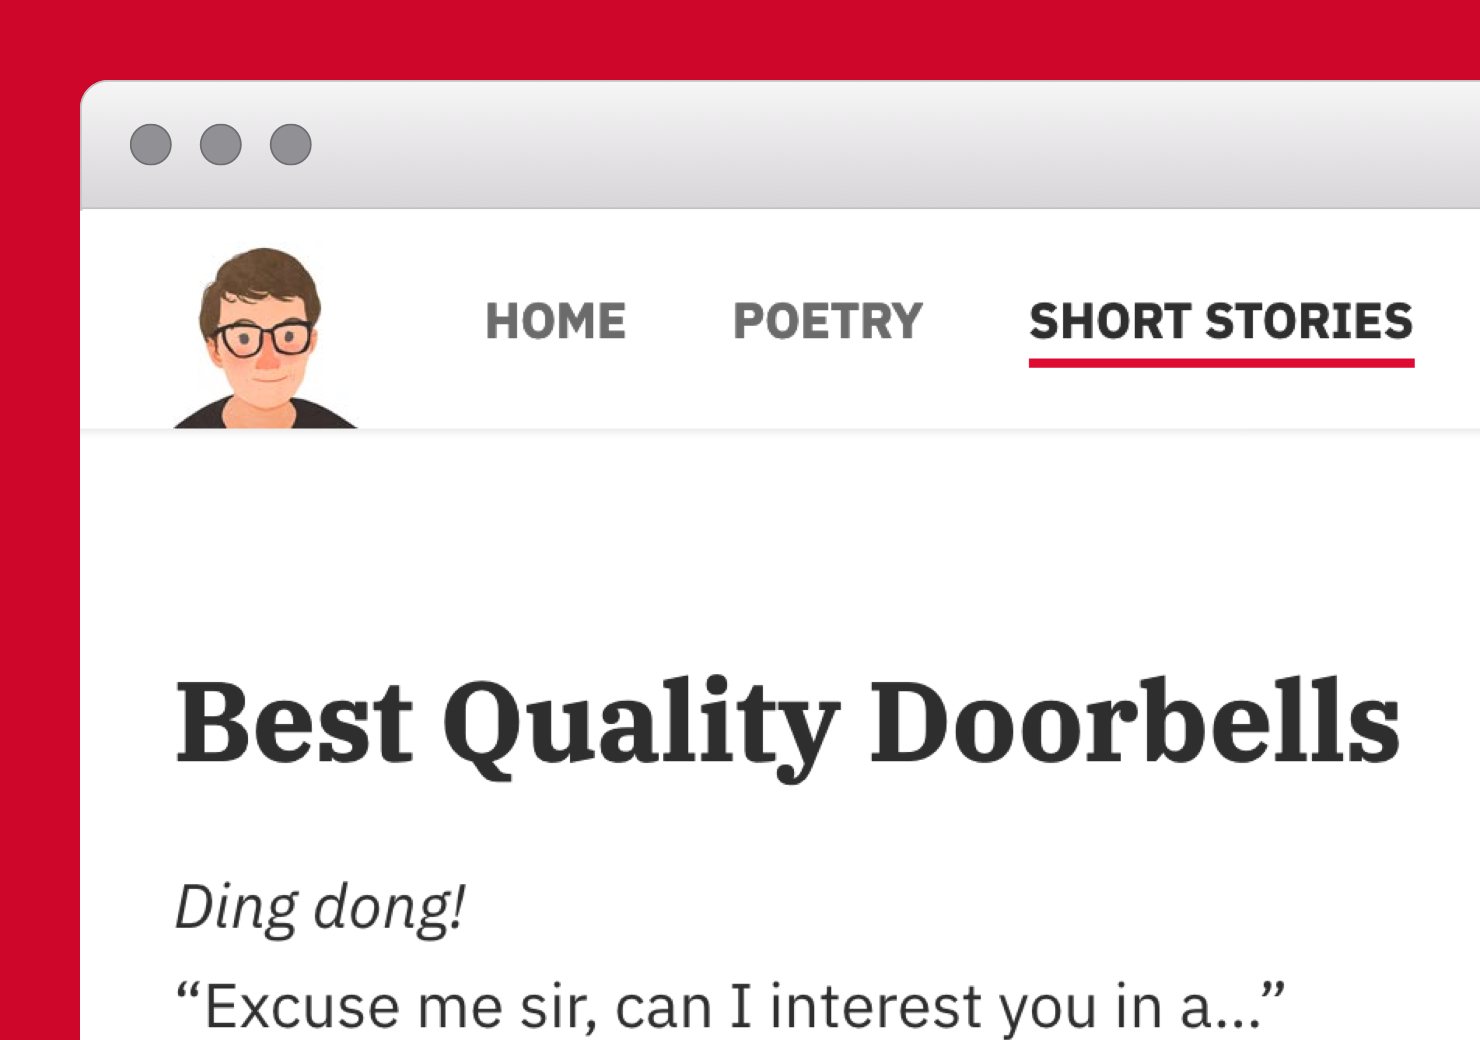 HOME POETRY SHORT STORIES
Best Quality Doorbells
Ding dong!
“Excuse me sir, can I interest you in a...”